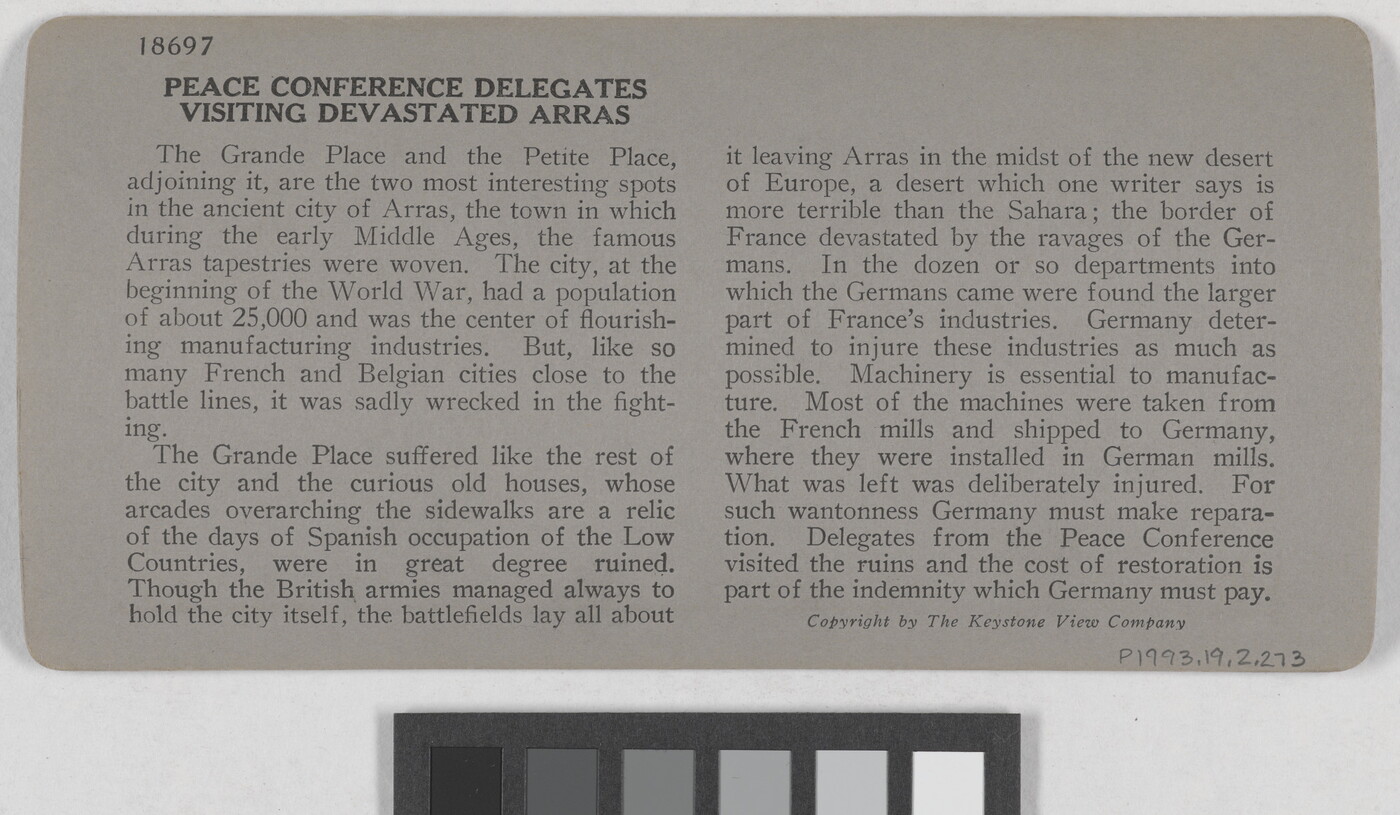 18697
PEACE CONFERENCE DELEGATES
VISITING DEVASTATED ARRAS
The Grande Place and the Petite Place,
adjoining it, are the two most interesting spots
in the ancient city of Arras, the town in which
during the early Middle Ages, the famous
Arras tapestries were woven. The city, at the
beginning of the World War, had a population
of about 25,000 and was the center of flourish-
ing manufacturing industries. But, like so
many French and Belgian cities close to the
battle lines, it was sadly wrecked in the fight-
ing.
The Grande Place suffered like the rest of
the city and the curious old houses, whose
arcades overarching the sidewalks are a relic
of the days of Spanish occupation of the Low
Countries, were in great degree ruined.
Though the British armies managed always to
hold the city itself, the battlefields lay all about
it leaving Arras in the midst of the new desert
of Europe, a desert which one writer says is
more terrible than the Sahara; the border of
France devastated by the ravages of the Ger-
mans. In the dozen or so departments into
which the Germans came were found the larger
part of France's industries. Germany deter-
mined to injure these industries as much as
possible. Machinery is essential to manufac-
ture. Most of the machines were taken from
the French mills and shipped to Germany,
where they were installed in German mills.
What was left was deliberately injured. For
such wantonness Germany must make repara-
tion. Delegates from the Peace Conference
visited the ruins and the cost of restoration is
part of the indemnity which Germany must pay.
Copyright by The Keystone View Company
P1993.19.2.273